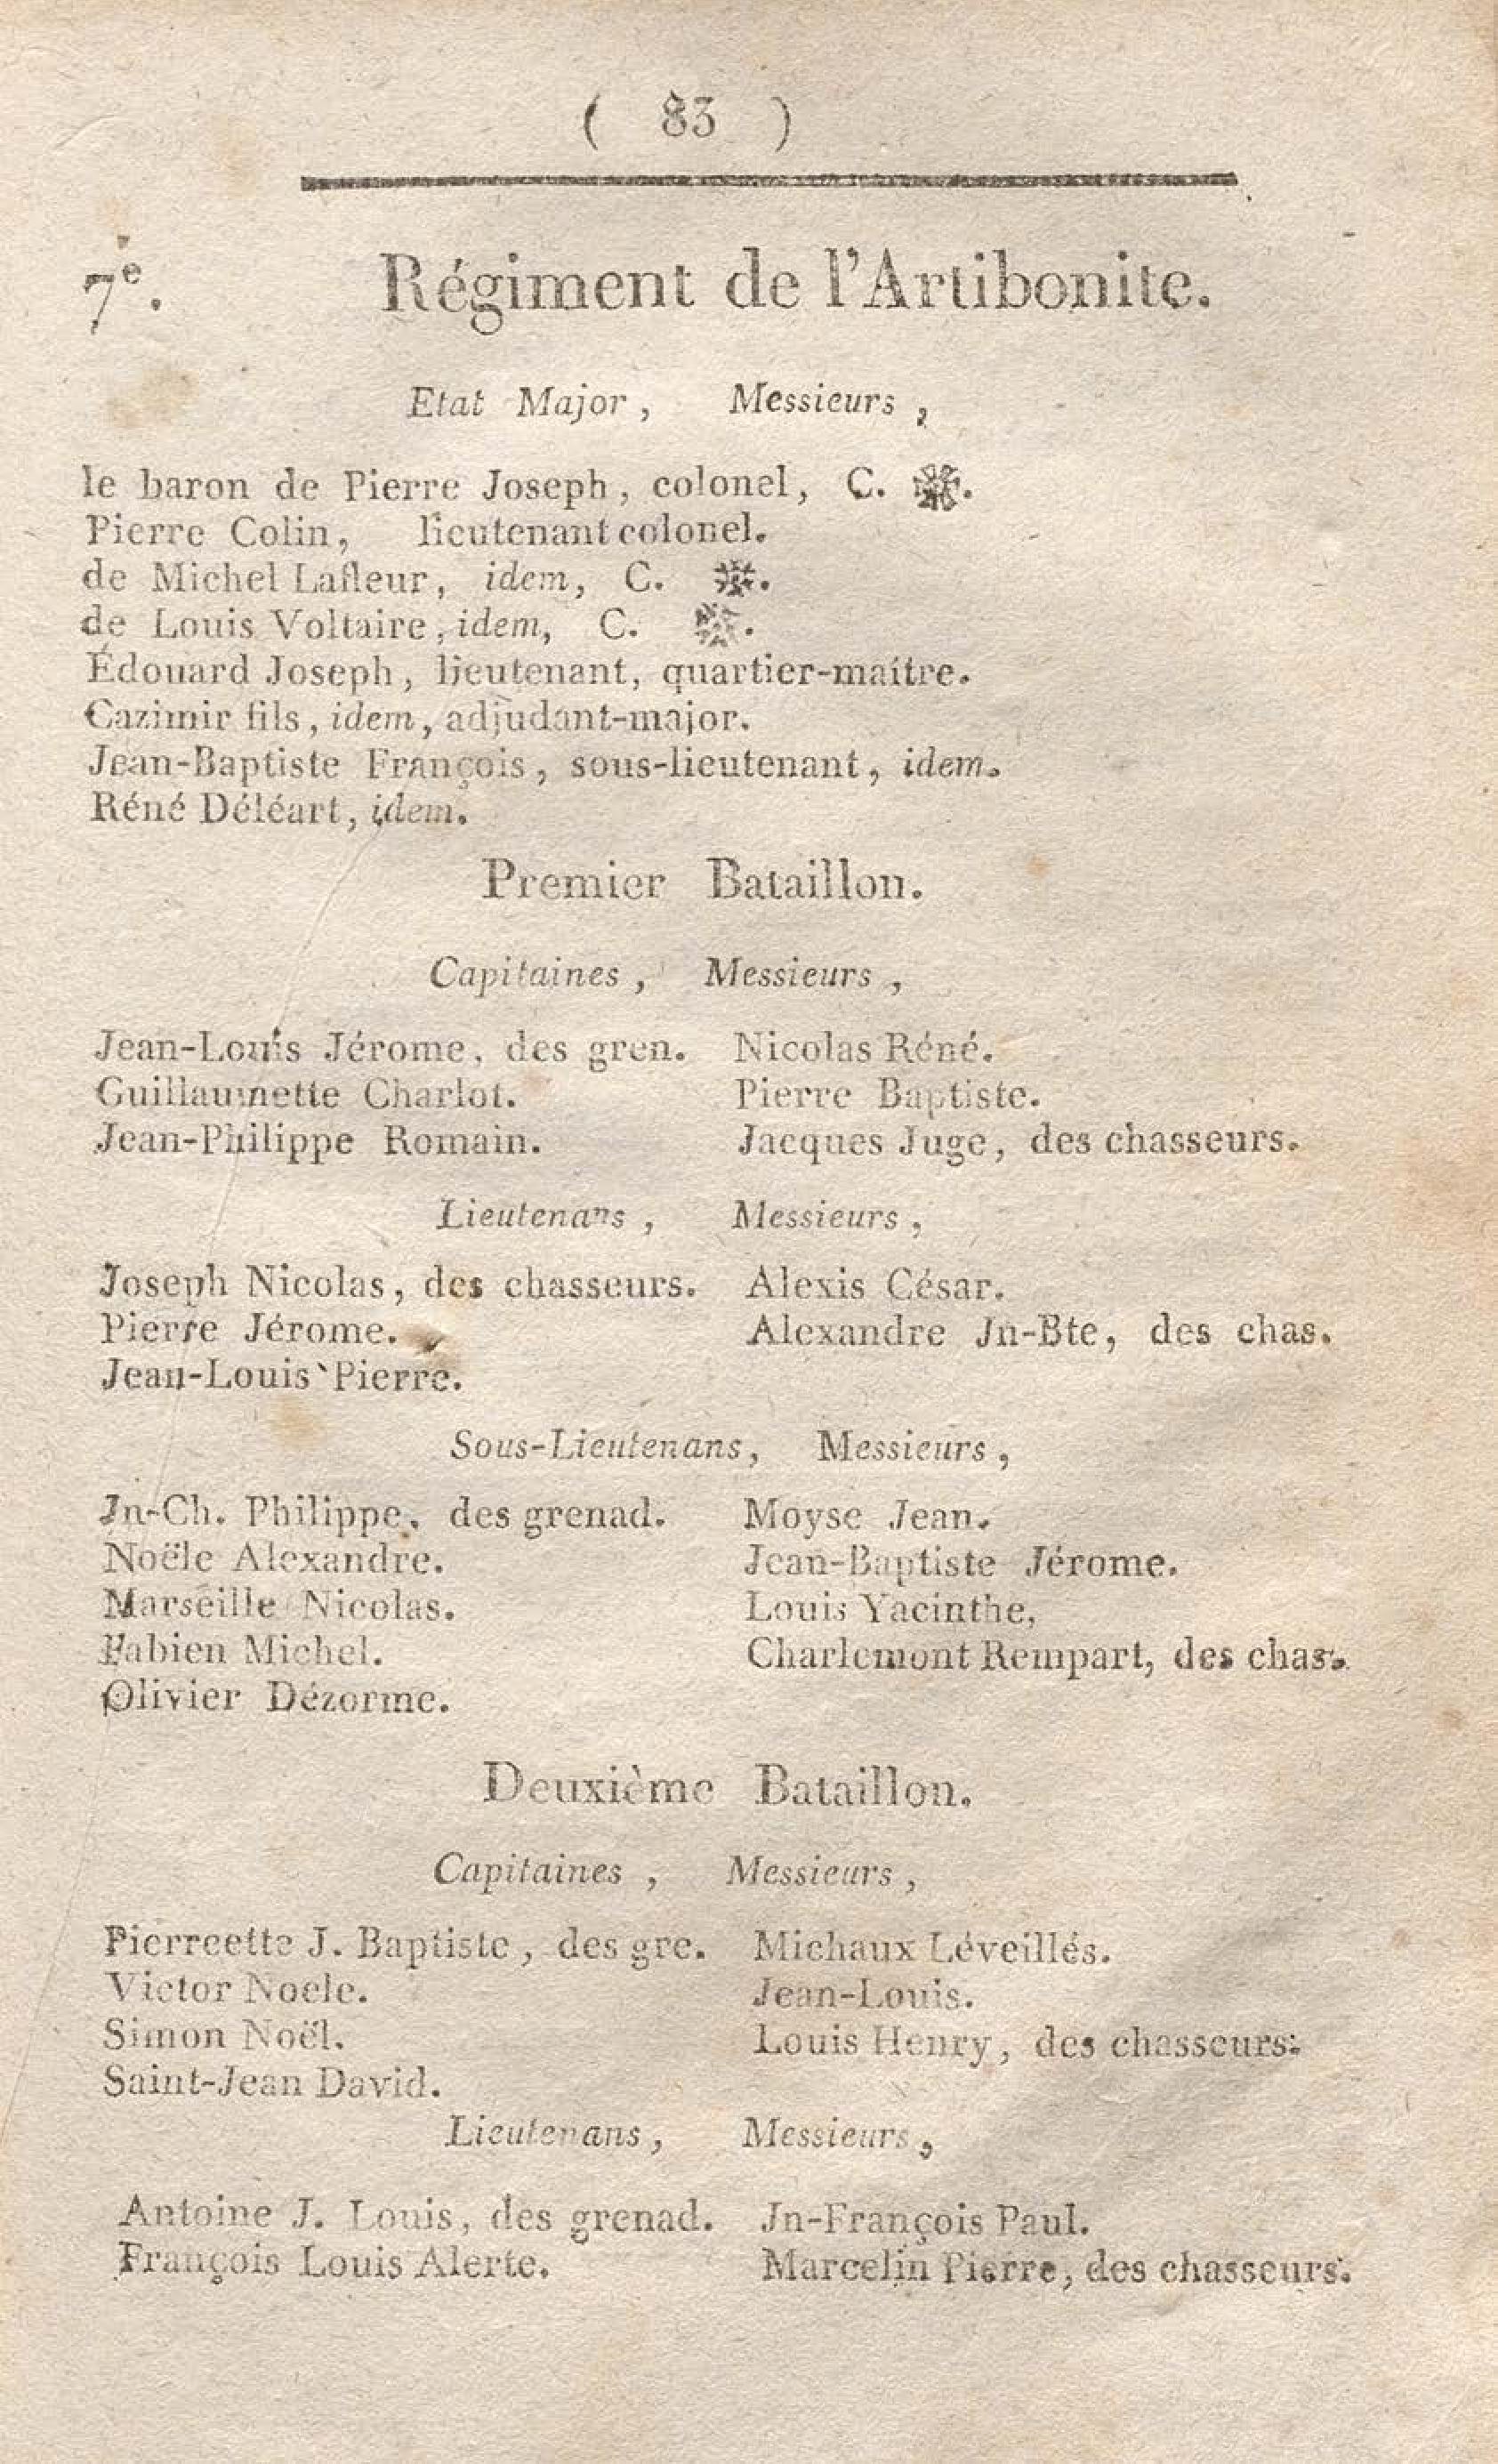 ( 83 )
7e. Régiment de l'Artibonite.
Etat Major, Messieurs,
le baron de Pierre Joseph, colonel, C. ❋.
Pierre Colin, lieutenant colonel.
de Michel Lafleur, idem, C. ❋.
de Louis Voltaire, idem, C. ❋.
Édouard Joseph, lieutenant, quartier-maître.
Cazimir fils, idem, adjudant-major.
Jean-Baptiste François, sous-lieutenant, idem.
Réné Déléart, idem.
Premier Bataillon.
Capitaines, Messieurs,
Jean-Louis Jérome, des gren. Nicolas Réné.
Guillaumette Charlot. Pierre Baptiste.
Jean-Philippe Romain. Jacques Juge, des chasseurs.
Lieutenans, Messieurs,
Joseph Nicolas, des chasseurs. Alexis César.
Pierre Jérome. Alexandre Jn-Bte, des chas.
Jean-Louis Pierre.
Sous-Lieutenans, Messieurs,
Jn-Ch. Philippe, des grenad. Moyse Jean.
Noële Alexandre. Jean-Baptiste Jérome.
Marseille Nicolas. Louis Yacinthe,
Fabien Michel. Charlemont Rempart, des chas.
Olivier Dézorme.
Deuxième Bataillon.
Capitaines, Messieurs,
Pierreette J. Baptiste, des gre. Michaux Léveillés.
Victor Noele. Jean-Louis.
Simon Noël. Louis Henry, des chasseurs.
Saint-Jean David.
Lieutenans, Messieurs,
Antoine J. Louis, des grenad. Jn-François Paul.
François Louis Alerte. Marcelin Pierre, des chasseurs.